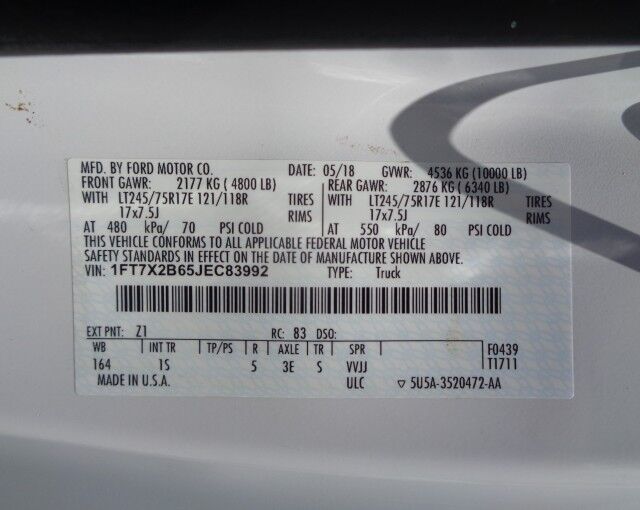 MFD. BY FORD MOTOR CO. DATE: 05/18 GVWR: 4536 KG (10000 LB)
FRONT GAWR: 2177 KG ( 4800 LB) REAR GAWR: 2876 KG ( 6340 LB)
WITH LT245/75R17E 121/118R TIRES WITH LT245/75R17E 121/118R TIRES
17x7.5J RIMS 17x7.5J RIMS
AT 480 kPa/ 70 PSI COLD AT 550 kPa/ 80 PSI COLD
THIS VEHICLE CONFORMS TO ALL APPLICABLE FEDERAL MOTOR VEHICLE
SAFETY STANDARDS IN EFFECT ON THE DATE OF MANUFACTURE SHOWN ABOVE.
VIN: 1FT7X2B65JEC83992 TYPE: Truck
EXT PNT: Z1 RC: 83 DSO:
WB INT TR TP/PS R AXLE TR SPR F0439
164 1S 5 3E S VVJJ T1711
MADE IN U.S.A. ULC ▽ 5U5A-3520472-AA